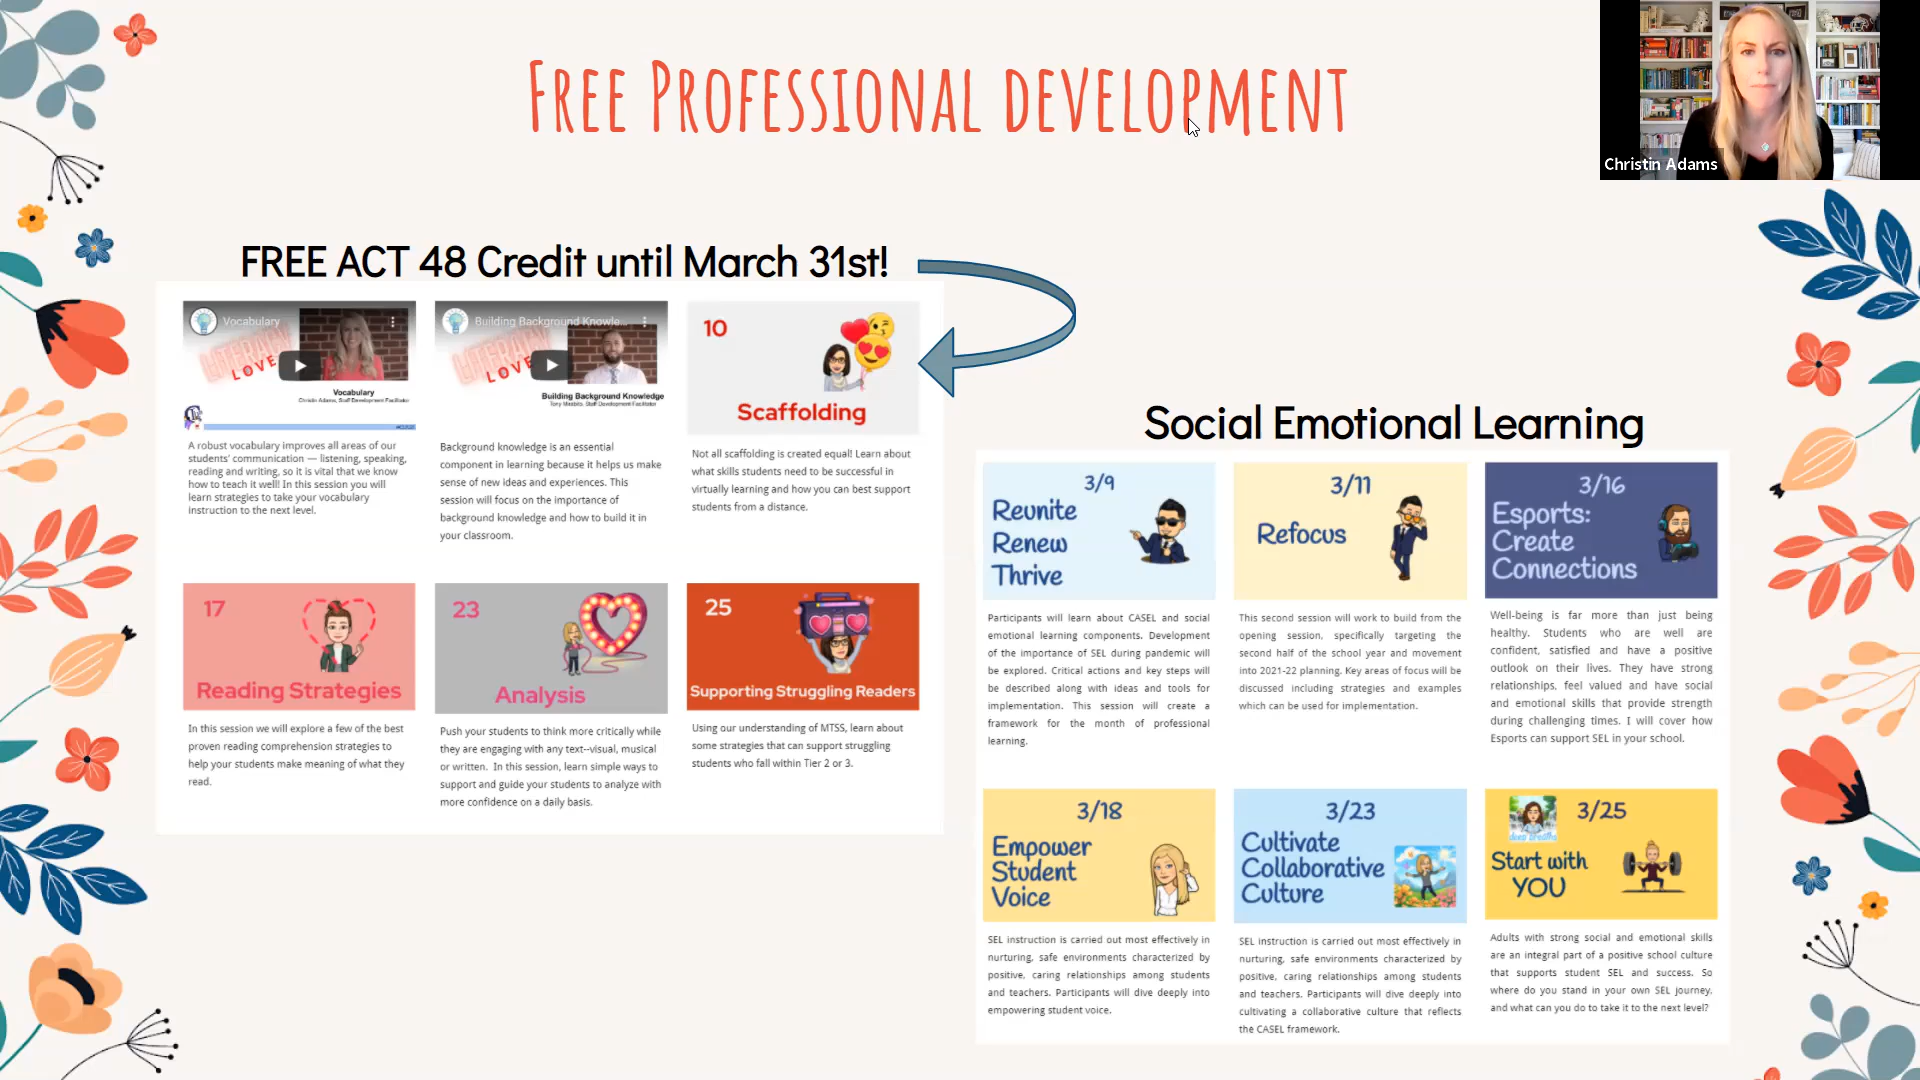 Free Professional development
Christin Adams
FREE ACT 48 Credit until March 31st!
Vocabulary
LITERACY
LOVE
Vocabulary
Christin Adams, Staff Development Facilitator
A robust vocabulary improves all areas of our
students' communication — listening, speaking,
reading and writing, so it is vital that we know
how to teach it well! In this session you will
learn strategies to take your vocabulary
instruction to the next level.
Building Background Knowle...
LITERACY
LOVE
Building Background Knowledge
Background knowledge is an essential
component in learning because it helps us make
sense of new ideas and experiences. This
session will focus on the importance of
background knowledge and how to build it in
your classroom.
10
Scaffolding
Not all scaffolding is created equal! Learn about
what skills students need to be successful in
virtually learning and how you can best support
students from a distance.
17
Reading Strategies
In this session we will explore a few of the best
proven reading comprehension strategies to
help your students make meaning of what they
read.
23
Analysis
Push your students to think more critically while
they are engaging with any text--visual, musical
or written. In this session, learn simple ways to
support and guide your students to analyze with
more confidence on a daily basis.
25
Supporting Struggling Readers
Using our understanding of MTSS, learn about
some strategies that can support struggling
students who fall within Tier 2 or 3.
Social Emotional Learning
3/9
Reunite
Renew
Thrive
Participants will learn about CASEL and social
emotional learning components. Development
of the importance of SEL during pandemic will
be explored. Critical actions and key steps will
be described along with ideas and tools for
implementation. This session will create a
framework for the month of professional
learning.
3/11
Refocus
This second session will work to build from the
opening session, specifically targeting the
second half of the school year and movement
into 2021-22 planning. Key areas of focus will be
discussed including strategies and examples
which can be used for implementation.
3/16
Esports:
Create
Connections
Well-being is far more than just being
healthy. Students who are well are
confident, satisfied and have a positive
outlook on their lives. They have strong
relationships, feel valued and have social
and emotional skills that provide strength
during challenging times. I will cover how
Esports can support SEL in your school.
3/18
Empower
Student
Voice
SEL instruction is carried out most effectively in
nurturing, safe environments characterized by
positive, caring relationships among students
and teachers. Participants will dive deeply into
empowering student voice.
3/23
Cultivate
Collaborative
Culture
SEL instruction is carried out most effectively in
nurturing, safe environments characterized by
positive, caring relationships among students
and teachers. Participants will dive deeply into
cultivating a collaborative culture that reflects
the CASEL framework.
3/25
deep breaths
Start with
YOU
Adults with strong social and emotional skills
are an integral part of a positive school culture
that supports student SEL and success. So
where do you stand in your own SEL journey,
and what can you do to take it to the next level?